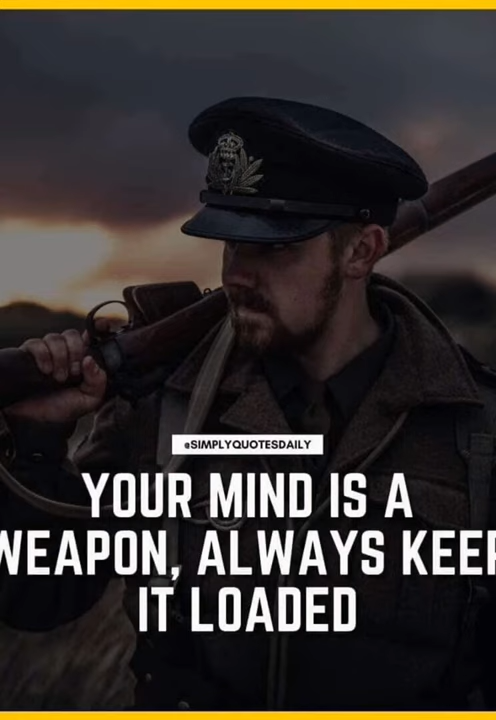 @SIMPLYQUOTESDAILY
YOUR MIND IS A
WEAPON, ALWAYS KEEP
IT LOADED